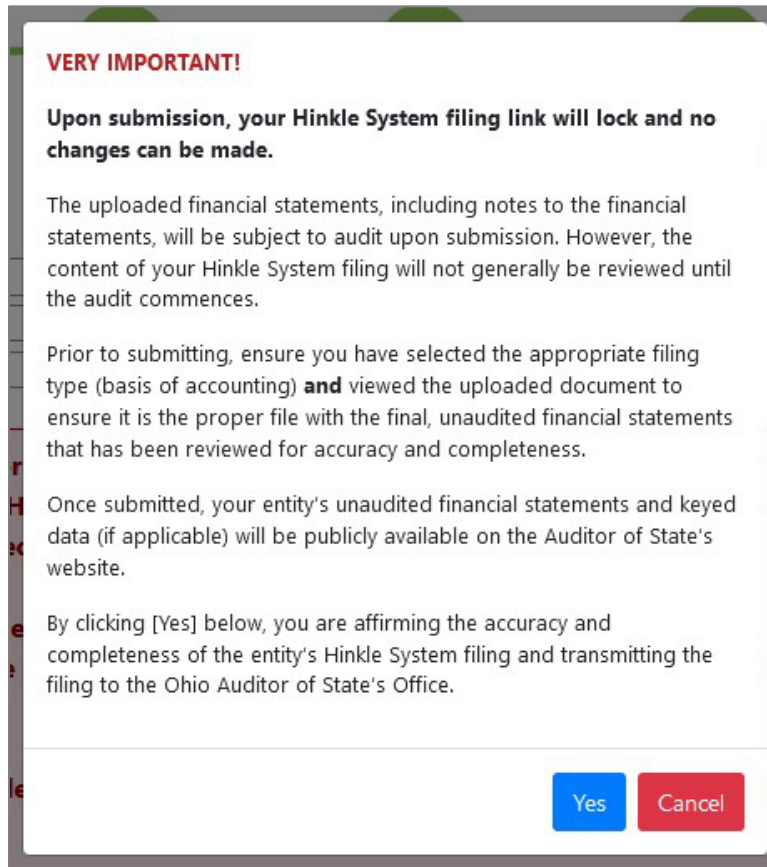 VERY IMPORTANT!
Upon submission, your Hinkle System filing link will lock and no
changes can be made.
The uploaded financial statements, including notes to the financial
statements, will be subject to audit upon submission. However, the
content of your Hinkle System filing will not generally be reviewed until
the audit commences.
Prior to submitting, ensure you have selected the appropriate filing
type (basis of accounting) and viewed the uploaded document to
ensure it is the proper file with the final, unaudited financial statements
that has been reviewed for accuracy and completeness.
Once submitted, your entity's unaudited financial statements and keyed
data (if applicable) will be publicly available on the Auditor of State's
website.
By clicking [Yes] below, you are affirming the accuracy and
completeness of the entity's Hinkle System filing and transmitting the
filing to the Ohio Auditor of State's Office.
Yes Cancel